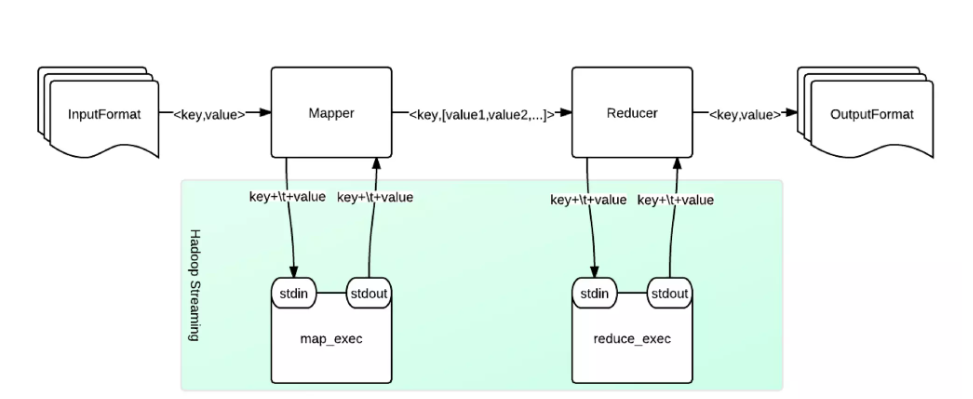 InputFormat
<key,value>
Mapper
<key,[value1,value2,...]>
Reducer
<key,value>
OutputFormat
key+\t+value
key+\t+value
key+\t+value
key+\t+value
Hadoop Streaming
stdin
stdout
stdin
stdout
map_exec
reduce_exec